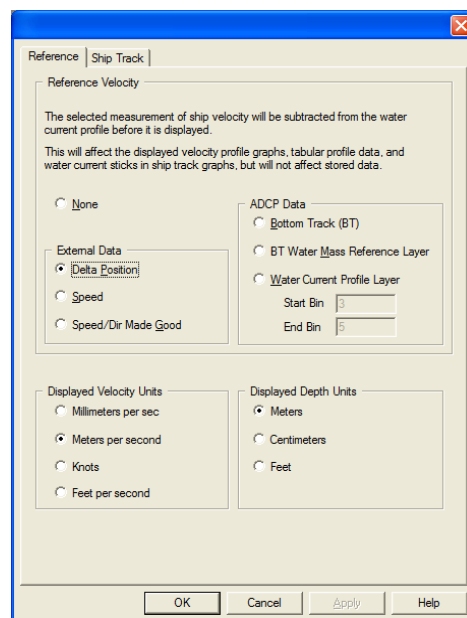 Reference
Ship Track
Reference Velocity
The selected measurement of ship velocity will be subtracted from the water
current profile before it is displayed.
This will affect the displayed velocity profile graphs, tabular profile data, and
water current sticks in ship track graphs, but will not affect stored data.
None
External Data
Delta Position
Speed
Speed/Dir Made Good
ADCP Data
Bottom Track (BT)
BT Water Mass Reference Layer
Water Current Profile Layer
Start Bin 3
End Bin 5
Displayed Velocity Units
Millimeters per sec
Meters per second
Knots
Feet per second
Displayed Depth Units
Meters
Centimeters
Feet
OK
Cancel
Apply
Help